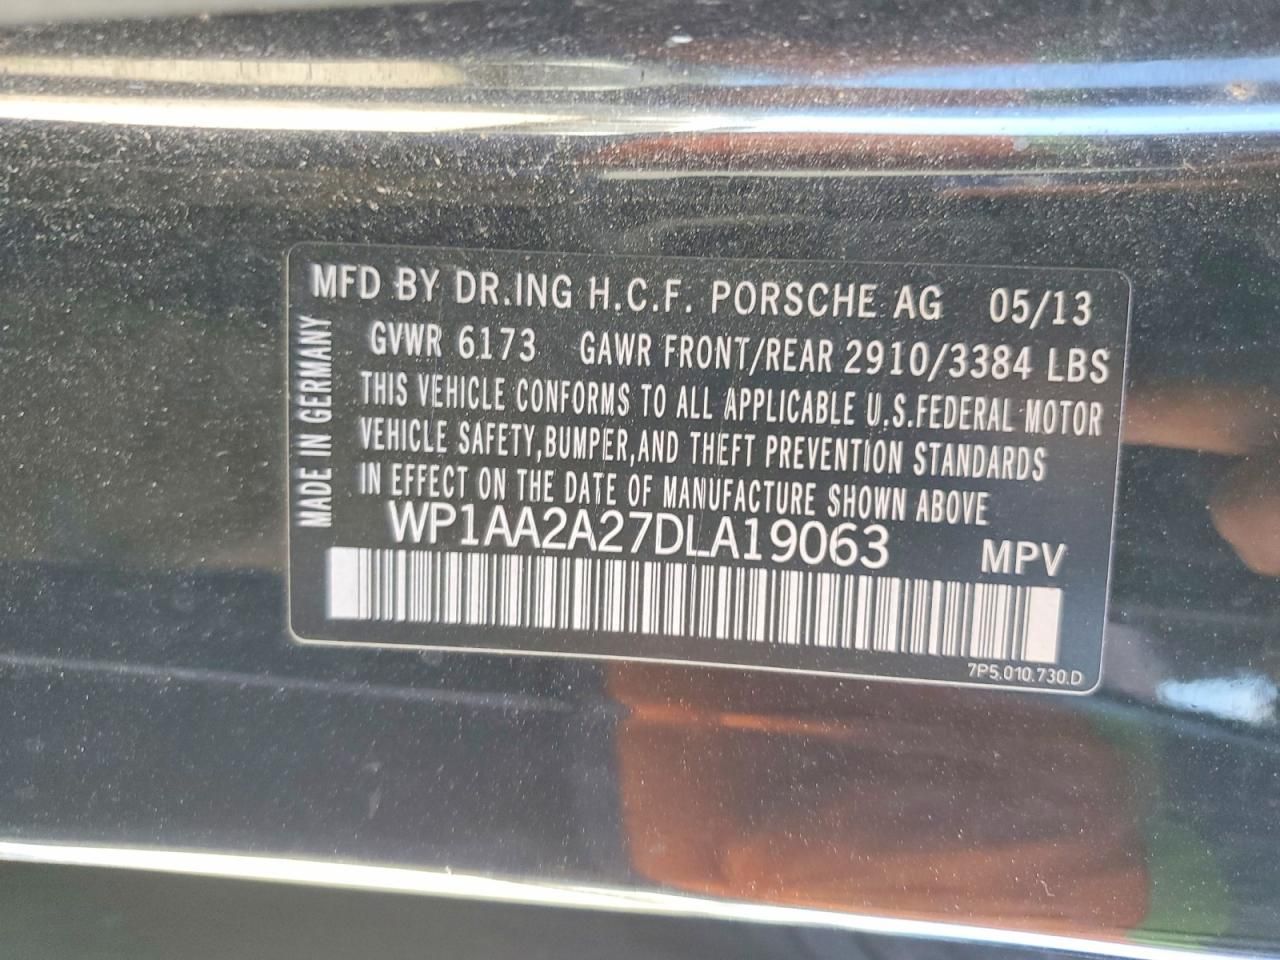 MFD BY DR.ING H.C.F. PORSCHE AG 05/13
GVWR 6173 GAWR FRONT/REAR 2910/3384 LBS
THIS VEHICLE CONFORMS TO ALL APPLICABLE U.S.FEDERAL MOTOR
VEHICLE SAFETY,BUMPER,AND THEFT PREVENTION STANDARDS
IN EFFECT ON THE DATE OF MANUFACTURE SHOWN ABOVE
WP1AA2A27DLA19063 MPV
7P5.010.730.D
MADE IN GERMANY